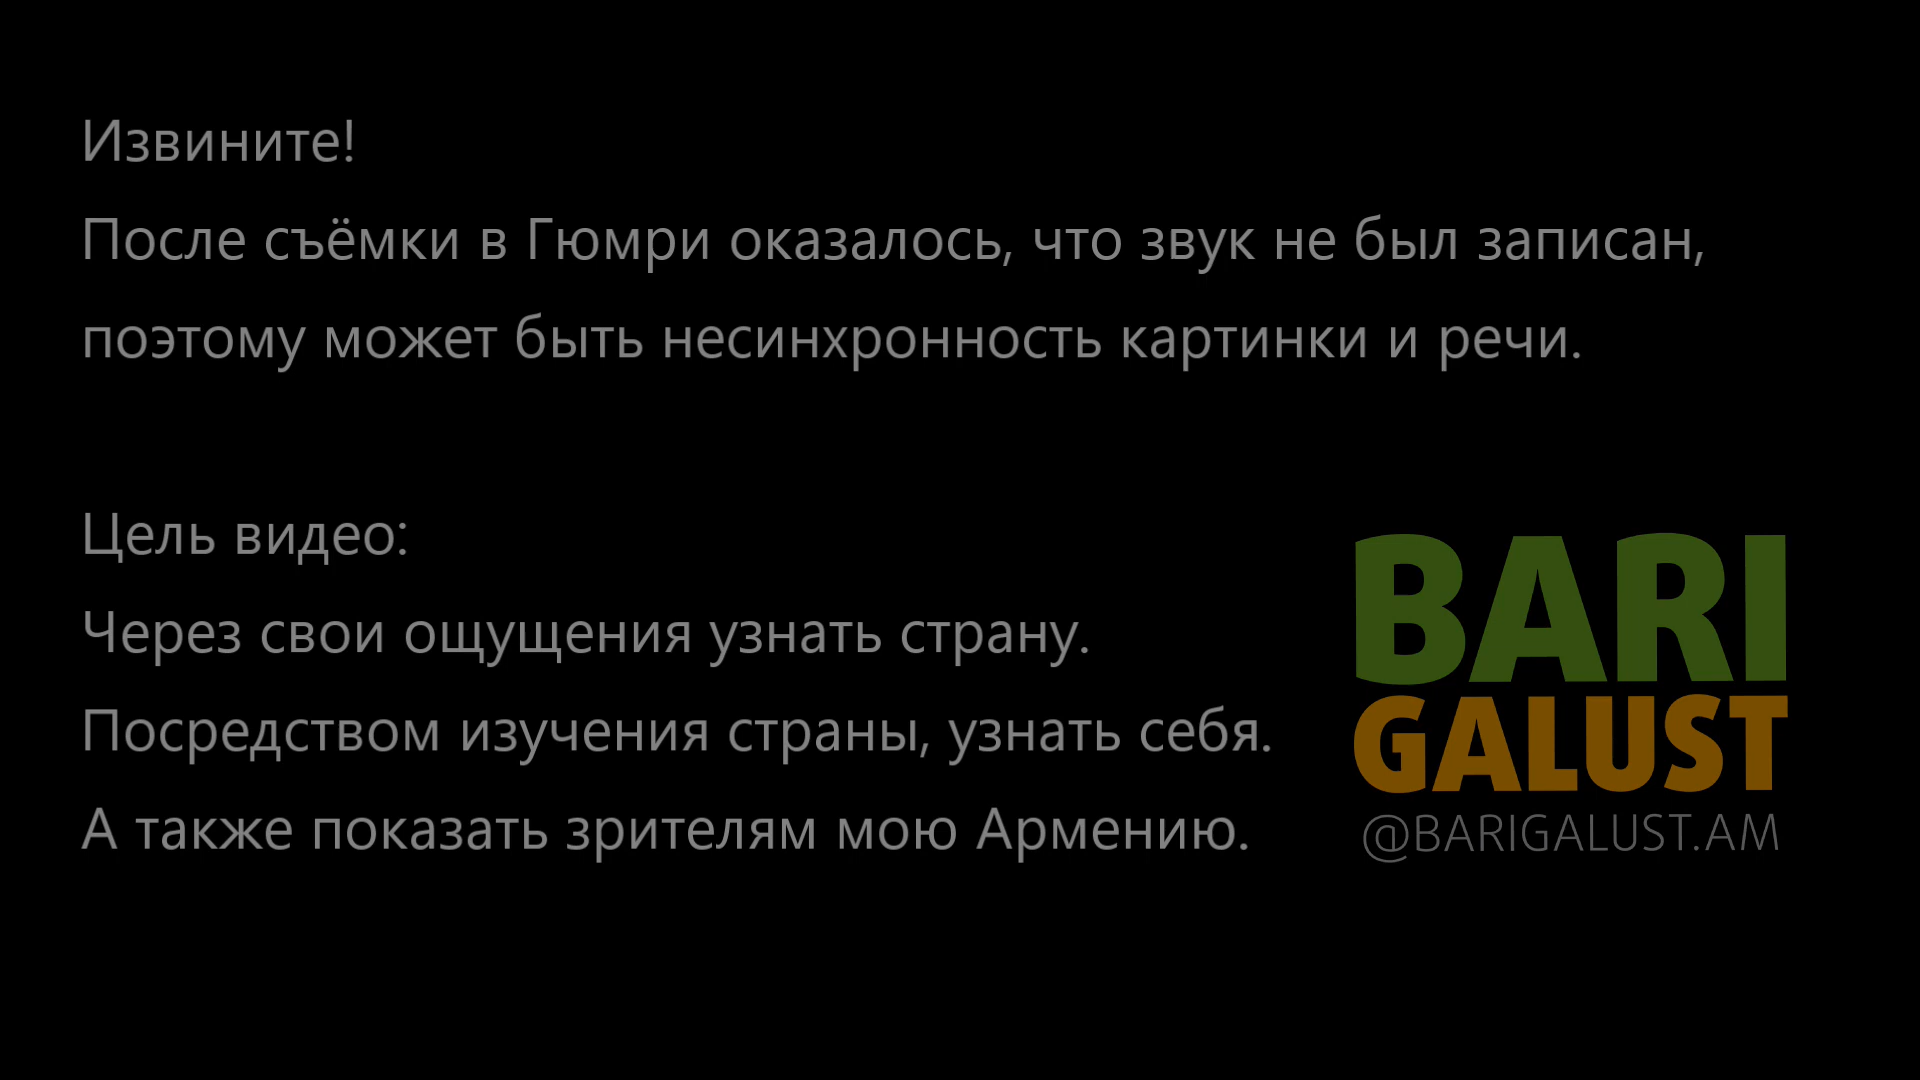 Извините!
После съёмки в Гюмри оказалось, что звук не был записан,
поэтому может быть несинхронность картинки и речи.
Цель видео:
Через свои ощущения узнать страну.
Посредством изучения страны, узнать себя.
А также показать зрителям мою Армению.
BARI
GALUST
@BARIGALUST.AM